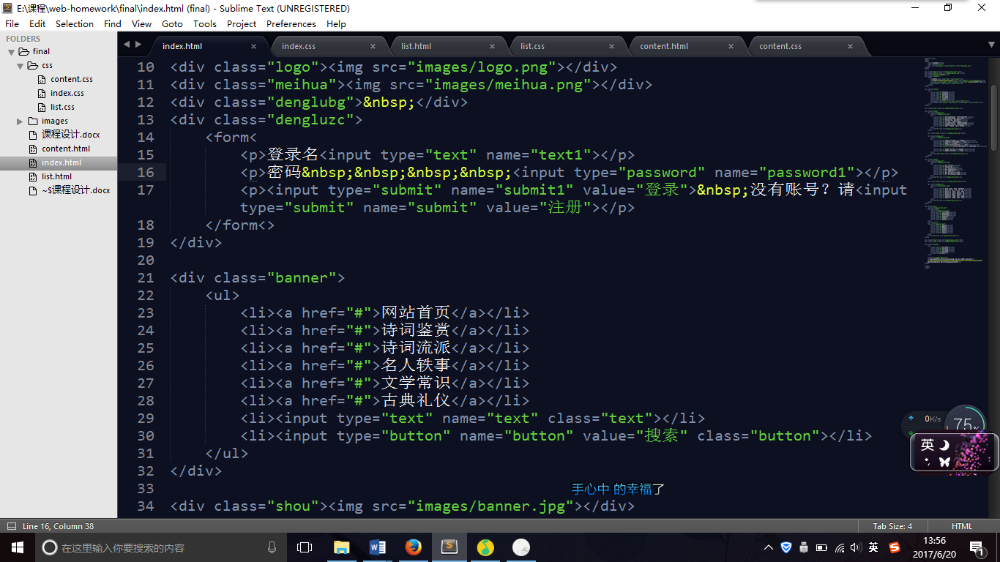 E:\课程\web-homework\final\index.html (final) - Sublime Text (UNREGISTERED)
File Edit Selection Find View Goto Tools Project Preferences Help
FOLDERS
final
css
content.css
index.css
list.css
images
课程设计.docx
content.html
index.html
list.html
~$课程设计.docx
index.html × index.css × list.html × list.css × content.html × content.css ×
10 <div class="logo"><img src="images/logo.png"></div>
11 <div class="meihua"><img src="images/meihua.png"></div>
12 <div class="denglubg">&nbsp;</div>
13 <div class="dengluzc">
14 <form<
15 <p>登录名<input type="text" name="text1"></p>
16 <p>密码&nbsp;&nbsp;&nbsp;&nbsp;<input type="password" name="password1"></p>
17 <p><input type="submit" name="submit1" value="登录">&nbsp;没有账号？请<input
type="submit" name="submit" value="注册"></p>
18 </form<>
19 </div>
20
21 <div class="banner">
22 <ul>
23 <li><a href="#">网站首页</a></li>
24 <li><a href="#">诗词鉴赏</a></li>
25 <li><a href="#">诗词流派</a></li>
26 <li><a href="#">名人轶事</a></li>
27 <li><a href="#">文学常识</a></li>
28 <li><a href="#">古典礼仪</a></li>
29 <li><input type="text" name="text" class="text"></li>
30 <li><input type="button" name="button" value="搜索" class="button"></li>
31 </ul>
32 </div>
33
34 <div class="shou"><img src="images/banner.jpg"></div>
0K/s
75%
英
手心中 的幸福了
Line 16, Column 38
Tab Size: 4
HTML
在这里输入你要搜索的内容
英
13:56
2017/6/20
1